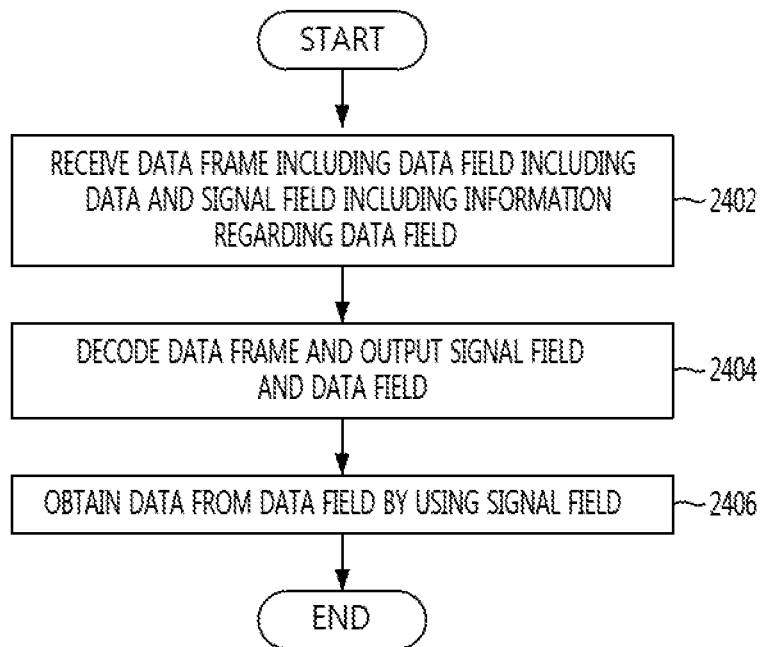 START
RECEIVE DATA FRAME INCLUDING DATA FIELD INCLUDING
DATA AND SIGNAL FIELD INCLUDING INFORMATION
REGARDING DATA FIELD
2402
DECODE DATA FRAME AND OUTPUT SIGNAL FIELD
AND DATA FIELD
2404
OBTAIN DATA FROM DATA FIELD BY USING SIGNAL FIELD
2406
END